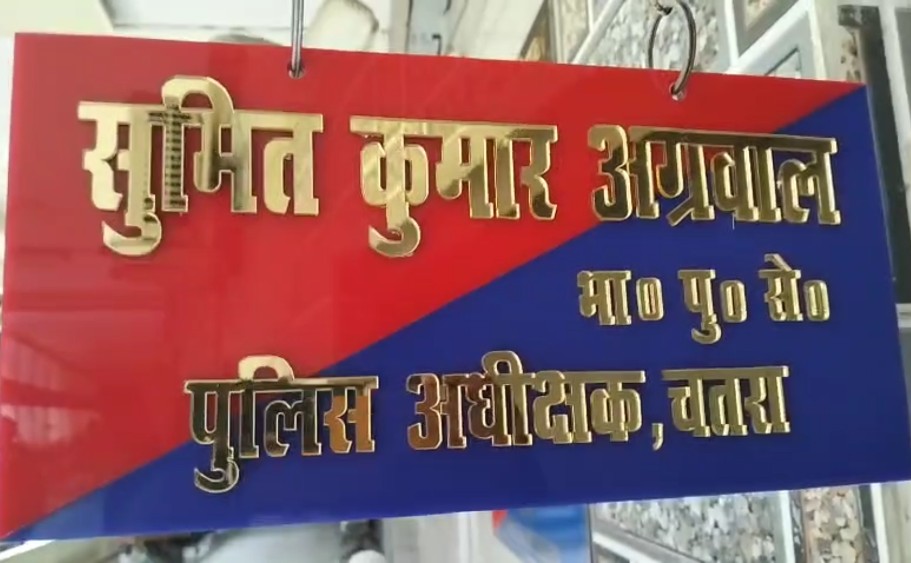 सुमित कुमार अग्रवाल
भा० पु० से०
पुलिस अधीक्षक, चतरा